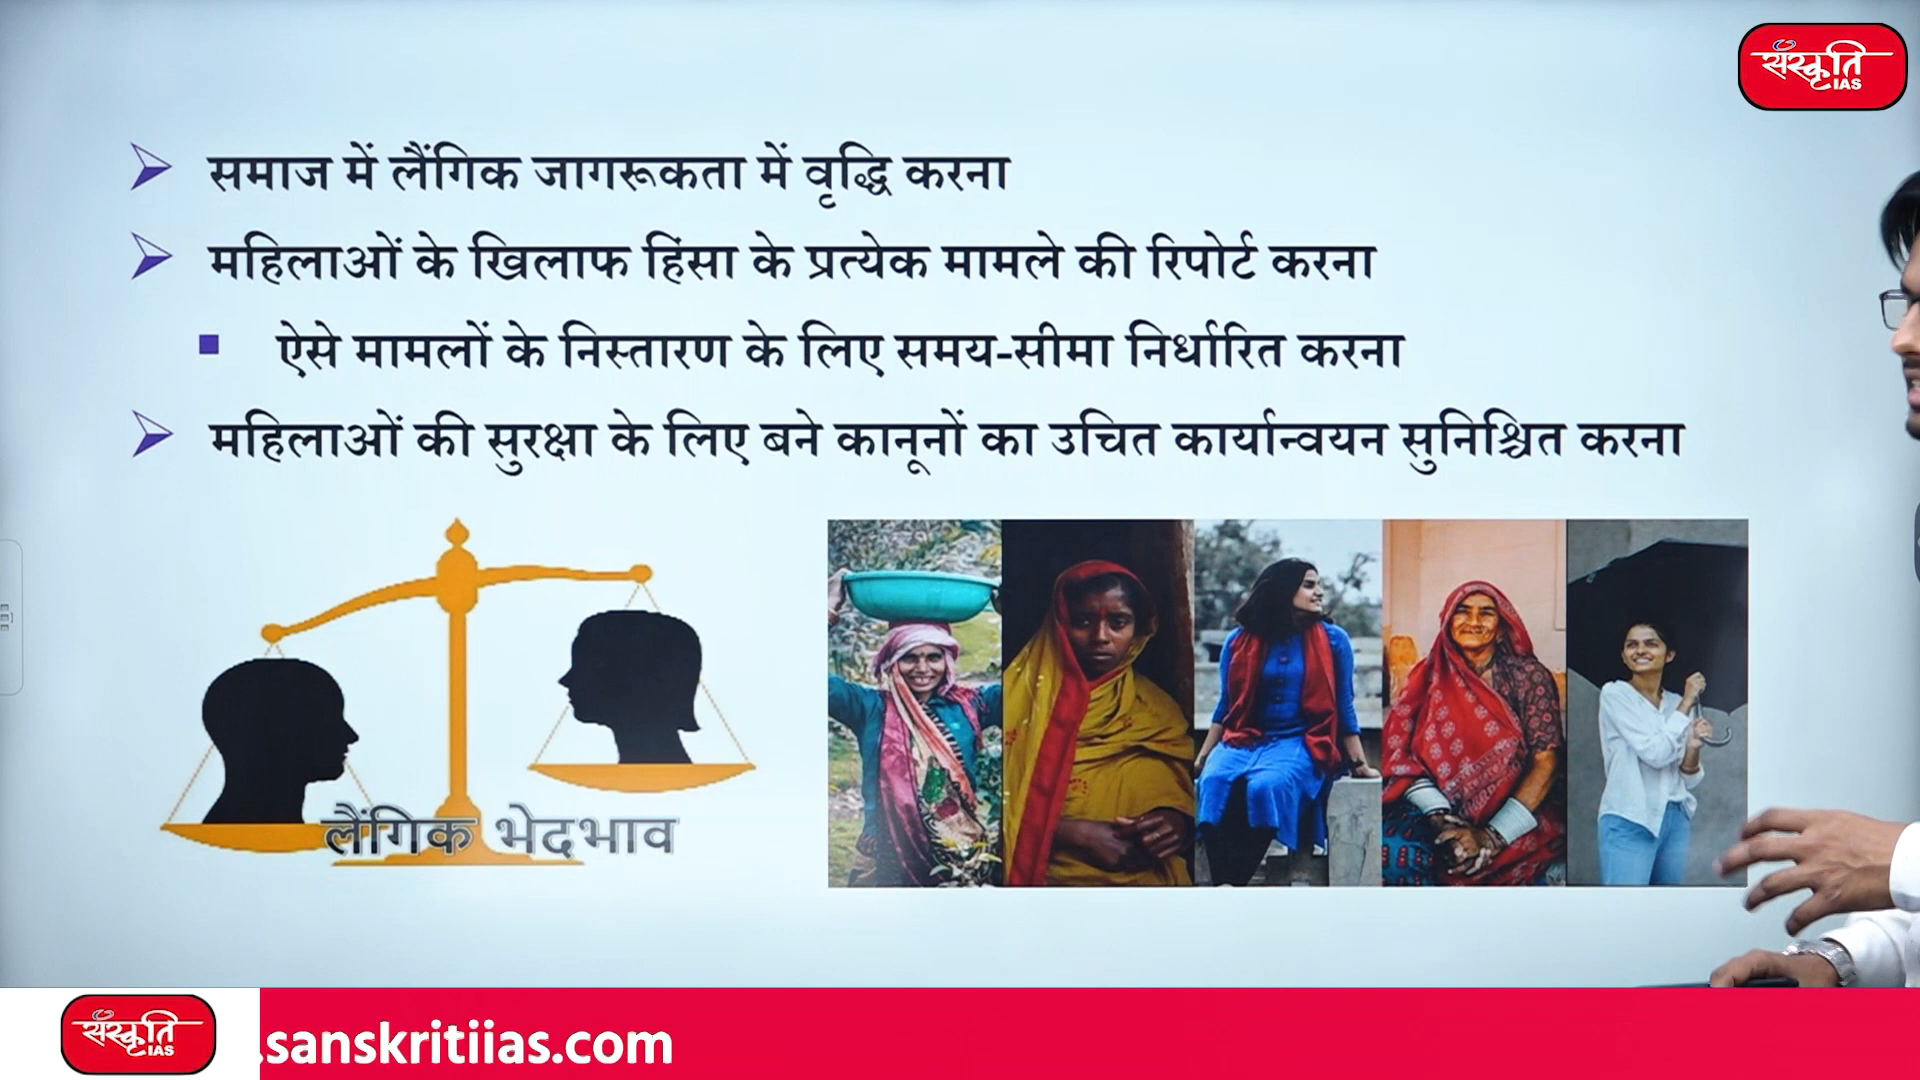 संस्कृति
IAS
समाज में लैंगिक जागरूकता में वृद्धि करना
महिलाओं के खिलाफ हिंसा के प्रत्येक मामले की रिपोर्ट करना
ऐसे मामलों के निस्तारण के लिए समय-सीमा निर्धारित करना
महिलाओं की सुरक्षा के लिए बने कानूनों का उचित कार्यान्वयन सुनिश्चित करना
लैंगिक भेदभाव
संस्कृति
IAS
.sanskritiias.com